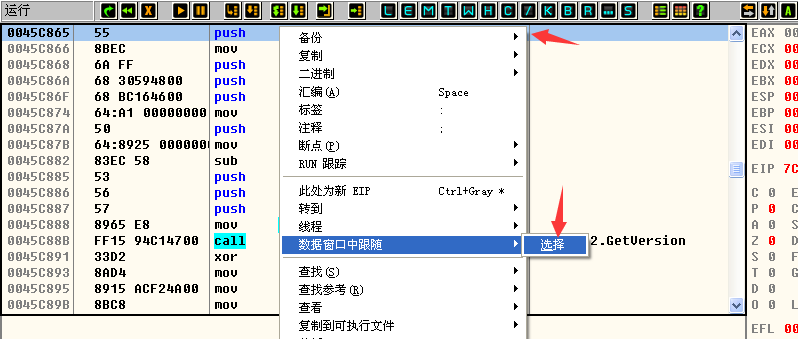 运行 L E M T W H C / K B R ... S ?
0045C865 55 push
0045C866 8BEC mov
0045C868 6A FF push
0045C86A 68 30594800 push
0045C86F 68 BC164600 push
0045C874 64:A1 00000000 mov
0045C87A 50 push
0045C87B 64:8925 0000000 mov
0045C882 83EC 58 sub
0045C885 53 push
0045C886 56 push
0045C887 57 push
0045C888 8965 E8 mov
0045C88B FF15 94C14700 call 2.GetVersion
0045C891 33D2 xor
0045C893 8AD4 mov
0045C895 8915 ACF24A00 mov
0045C89B 8BC8 mov
备份
复制
二进制
汇编(A) Space
标签 :
注释 ;
断点(P)
RUN 跟踪
此处为新 EIP Ctrl+Gray *
转到
线程
数据窗口中跟随
选择
查找(S)
查找参考(R)
查看
复制到可执行文件
EAX 00
ECX 00
EDX 00
EBX 00
ESP 00
EBP 00
ESI 00
EDI 00
EIP 7C
C 0 E
P 0 C
A 0 S
Z 0 D
S 0 F
T 0 G
D 0
O 0 L
EFL 00